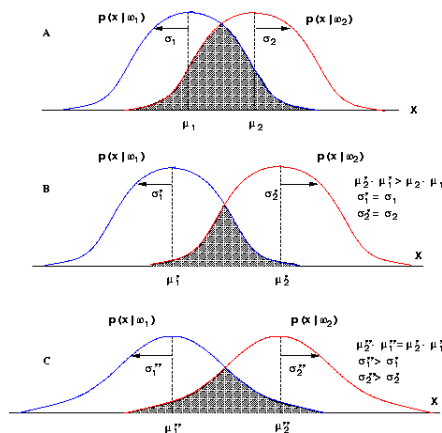 p(x|ω₁) p(x|ω₂)
A σ₁ σ₂
X
μ₁ μ₂
p(x|ω₁) p(x|ω₂)
B σ₁* σ₂*
μ₂* - μ₁* > μ₂ - μ₁
σ₁* = σ₁
σ₂* = σ₂
X
μ₁* μ₂*
p(x|ω₁) p(x|ω₂)
C σ₁** σ₂**
μ₂** - μ₁** = μ₂* - μ₁*
σ₁** > σ₁*
σ₂** > σ₂*
X
μ₁** μ₂**